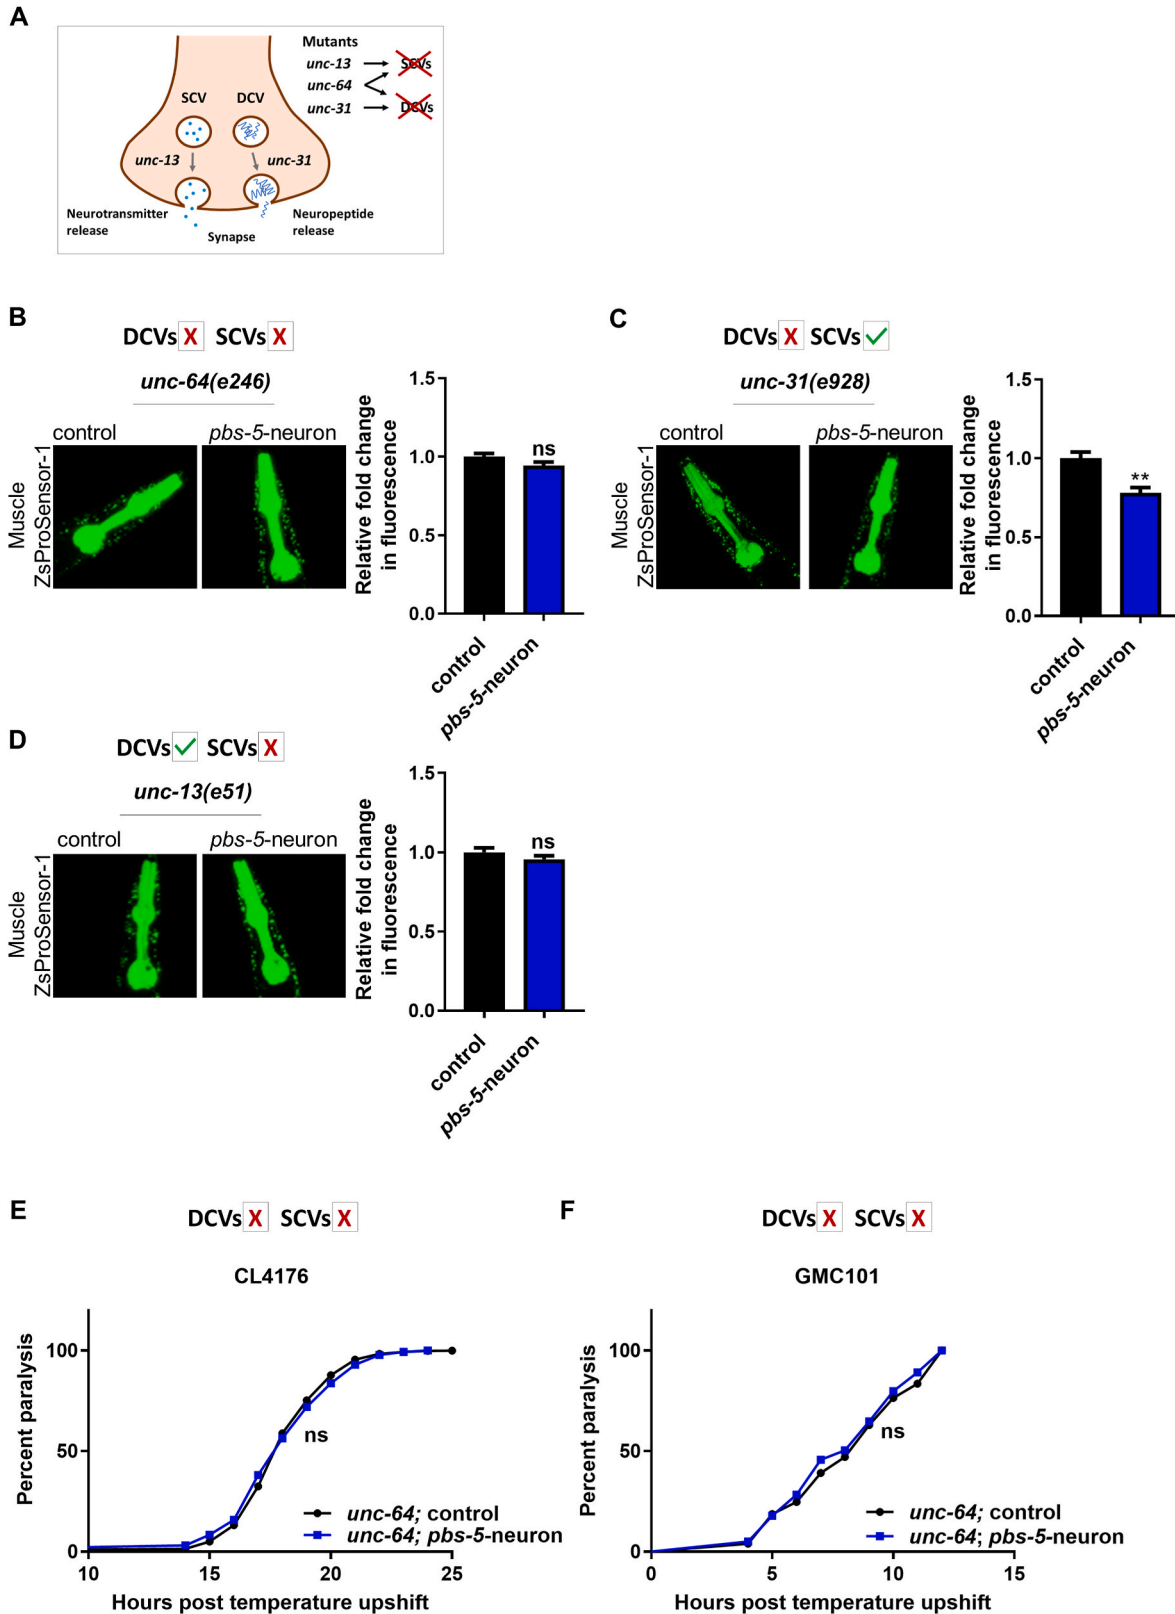 A
Mutants
unc-13 SCVs
unc-64
unc-31 DCVs
SCV DCV
unc-13 unc-31
Neurotransmitter
release
Synapse
Neuropeptide
release
B
DCVs X SCVs X
unc-64(e246)
control pbs-5-neuron
Muscle
ZsProSensor-1
Relative fold change
in fluorescence
1.5
1.0
0.5
0.0
ns
control
pbs-5-neuron
C
DCVs X SCVs ✓
unc-31(e928)
control pbs-5-neuron
Muscle
ZsProSensor-1
Relative fold change
in fluorescence
1.5
1.0
0.5
0.0
**
control
pbs-5-neuron
D
DCVs ✓ SCVs X
unc-13(e51)
control pbs-5-neuron
Muscle
ZsProSensor-1
Relative fold change
in fluorescence
1.5
1.0
0.5
0.0
ns
control
pbs-5-neuron
E
DCVs X SCVs X
CL4176
Percent paralysis
100
50
0
ns
unc-64; control
unc-64; pbs-5-neuron
10 15 20 25
Hours post temperature upshift
F
DCVs X SCVs X
GMC101
Percent paralysis
100
50
0
ns
unc-64; control
unc-64; pbs-5-neuron
0 5 10 15
Hours post temperature upshift